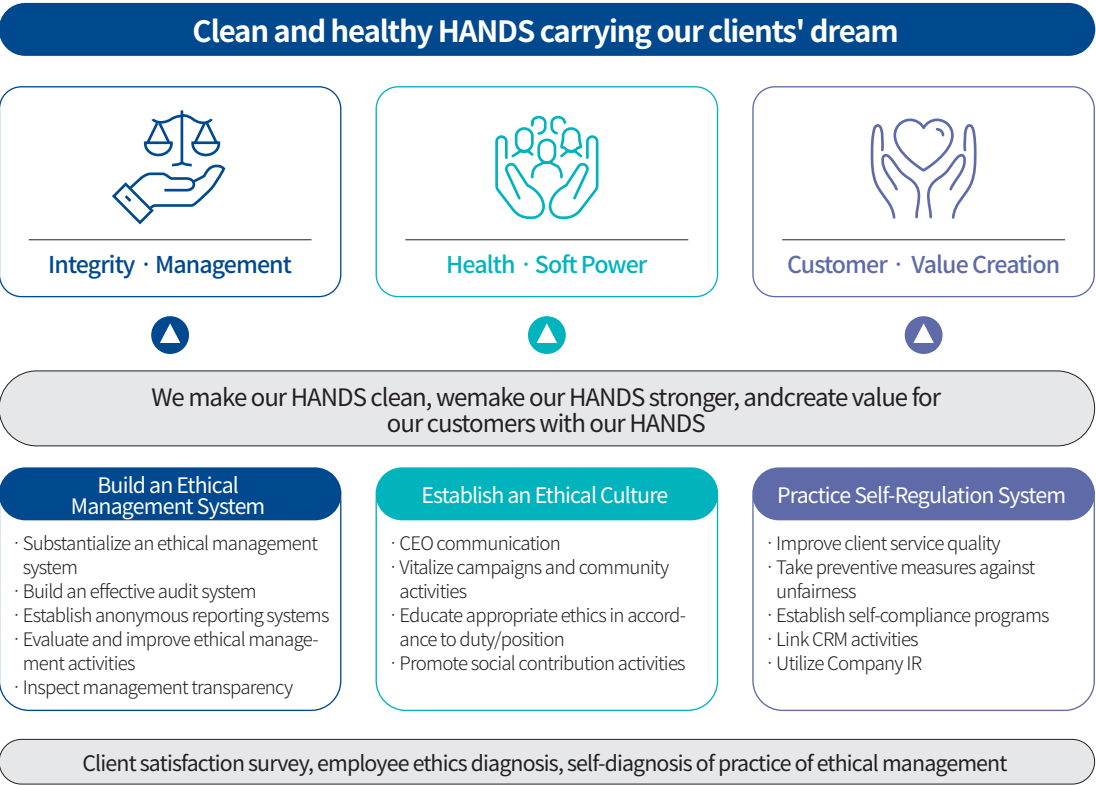 Clean and healthy HANDS carrying our clients' dream
Integrity · Management
Health · Soft Power
Customer · Value Creation
We make our HANDS clean, wemake our HANDS stronger, andcreate value for
our customers with our HANDS
Build an Ethical
Management System
· Substantialize an ethical management
system
· Build an effective audit system
· Establish anonymous reporting systems
· Evaluate and improve ethical manage-
ment activities
· Inspect management transparency
Establish an Ethical Culture
· CEO communication
· Vitalize campaigns and community
activities
· Educate appropriate ethics in accord-
ance to duty/position
· Promote social contribution activities
Practice Self-Regulation System
· Improve client service quality
· Take preventive measures against
unfairness
· Establish self-compliance programs
· Link CRM activities
· Utilize Company IR
Client satisfaction survey, employee ethics diagnosis, self-diagnosis of practice of ethical management